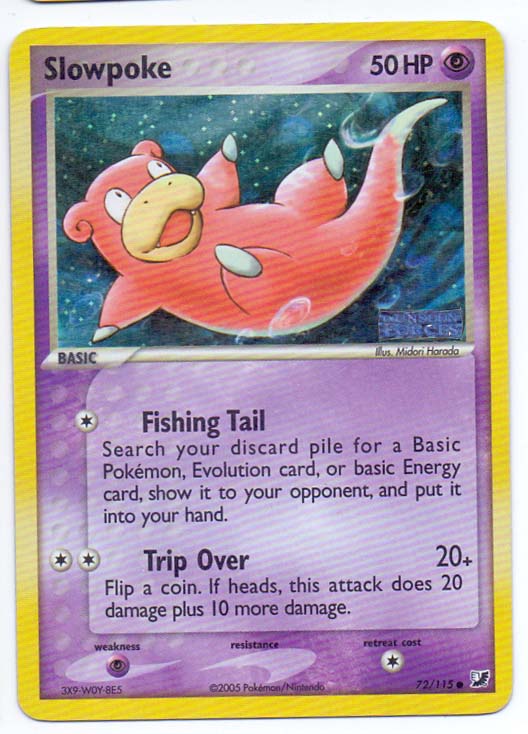 Slowpoke 50 HP
UNSEEN
FORCES
BASIC Illus. Midori Harada
Fishing Tail
Search your discard pile for a Basic
Pokémon, Evolution card, or basic Energy
card, show it to your opponent, and put it
into your hand.
Trip Over 20+
Flip a coin. If heads, this attack does 20
damage plus 10 more damage.
weakness resistance retreat cost
3X9-W0Y-8E5 ©2005 Pokémon/Nintendo 72/115